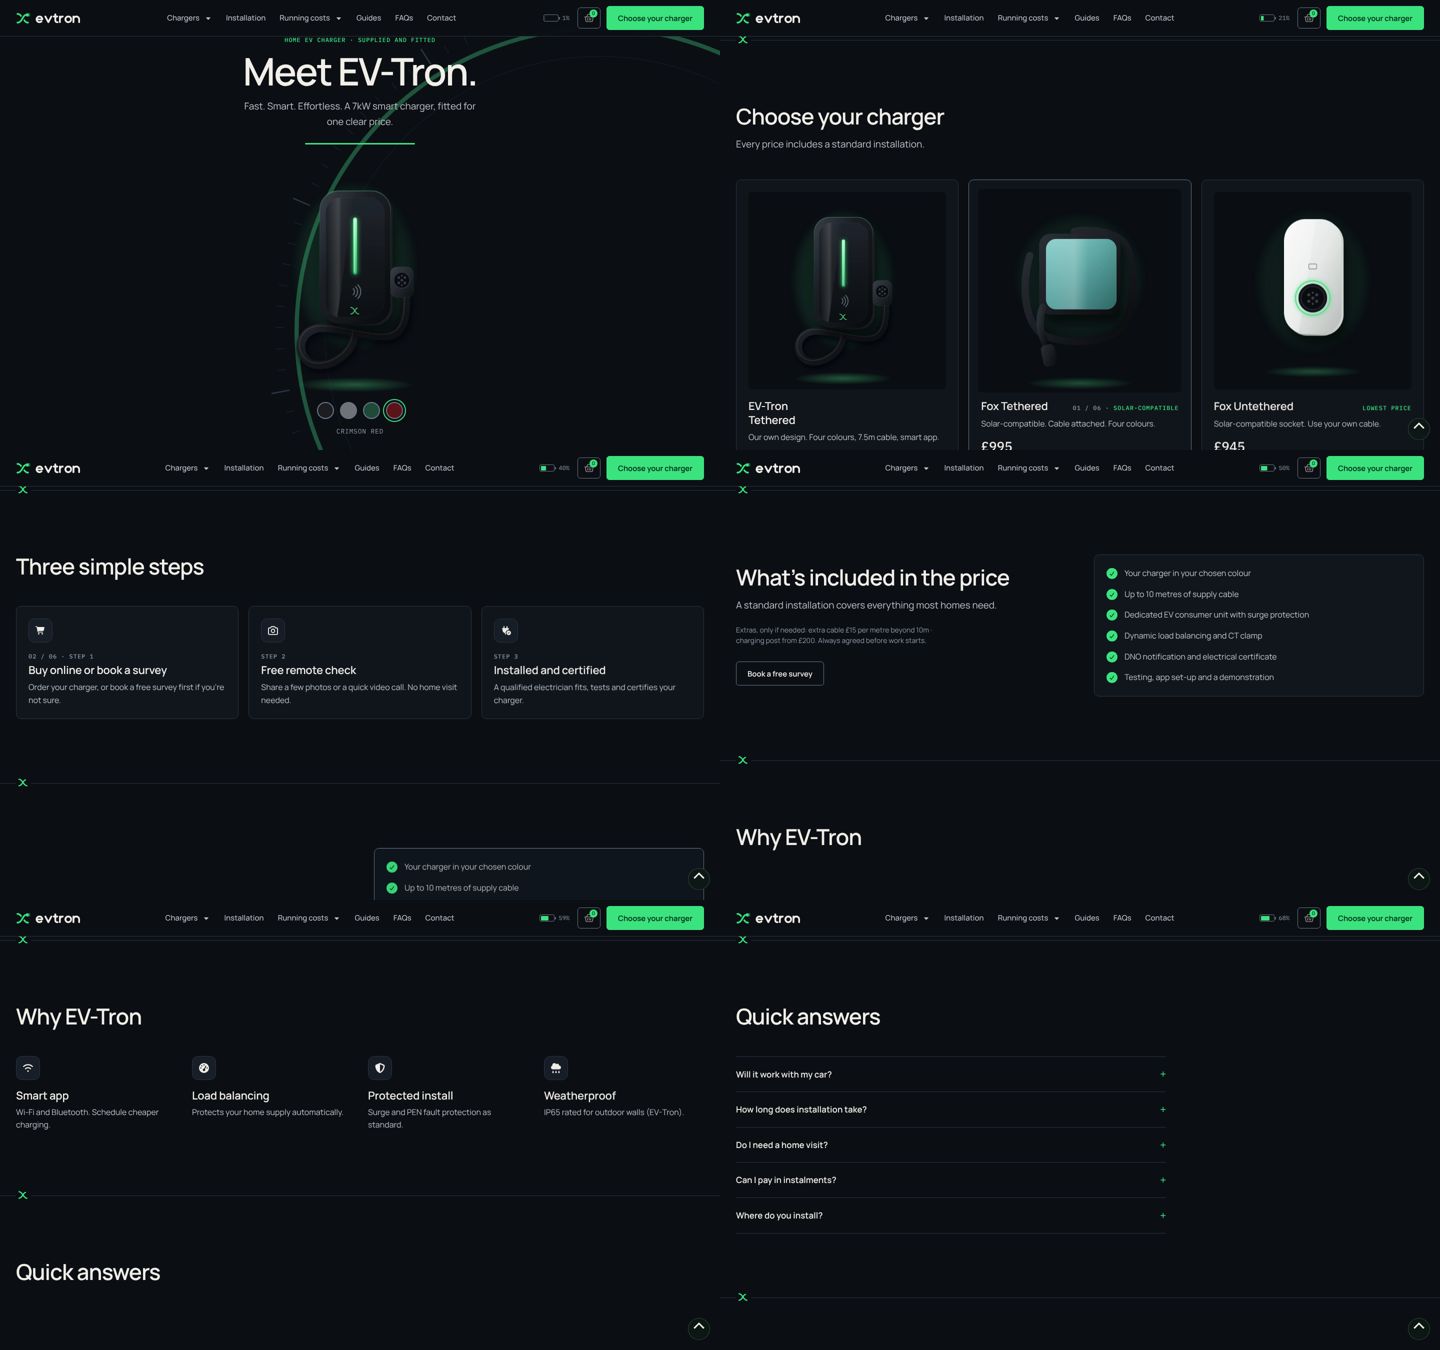 evtron
Chargers Installation Running costs Guides FAQs Contact
1%
0
Choose your charger
HOME EV CHARGER · SUPPLIED AND FITTED
Meet EV-Tron.
Fast. Smart. Effortless. A 7kW smart charger, fitted for
one clear price.
CRIMSON RED
evtron
Chargers Installation Running costs Guides FAQs Contact
21%
0
Choose your charger
Choose your charger
Every price includes a standard installation.
EV-Tron
Tethered
Our own design. Four colours, 7.5m cable, smart app.
Fox Tethered
01 / 06 · SOLAR-COMPATIBLE
Solar-compatible. Cable attached. Four colours.
£995
Fox Untethered
LOWEST PRICE
Solar-compatible socket. Use your own cable.
£945
evtron
Chargers Installation Running costs Guides FAQs Contact
40%
0
Choose your charger
Three simple steps
02 / 06 · STEP 1
Buy online or book a survey
Order your charger, or book a free survey first if you're
not sure.
STEP 2
Free remote check
Share a few photos or a quick video call. No home visit
needed.
STEP 3
Installed and certified
A qualified electrician fits, tests and certifies your
charger.
Your charger in your chosen colour
Up to 10 metres of supply cable
evtron
Chargers Installation Running costs Guides FAQs Contact
50%
0
Choose your charger
What's included in the price
A standard installation covers everything most homes need.
Extras, only if needed: extra cable £15 per metre beyond 10m ·
charging post from £200. Always agreed before work starts.
Book a free survey
Your charger in your chosen colour
Up to 10 metres of supply cable
Dedicated EV consumer unit with surge protection
Dynamic load balancing and CT clamp
DNO notification and electrical certificate
Testing, app set-up and a demonstration
Why EV-Tron
evtron
Chargers Installation Running costs Guides FAQs Contact
59%
0
Choose your charger
Why EV-Tron
Smart app
Wi-Fi and Bluetooth. Schedule cheaper
charging.
Load balancing
Protects your home supply automatically.
Protected install
Surge and PEN fault protection as
standard.
Weatherproof
IP65 rated for outdoor walls (EV-Tron).
Quick answers
evtron
Chargers Installation Running costs Guides FAQs Contact
68%
0
Choose your charger
Quick answers
Will it work with my car? +
How long does installation take? +
Do I need a home visit? +
Can I pay in instalments? +
Where do you install? +